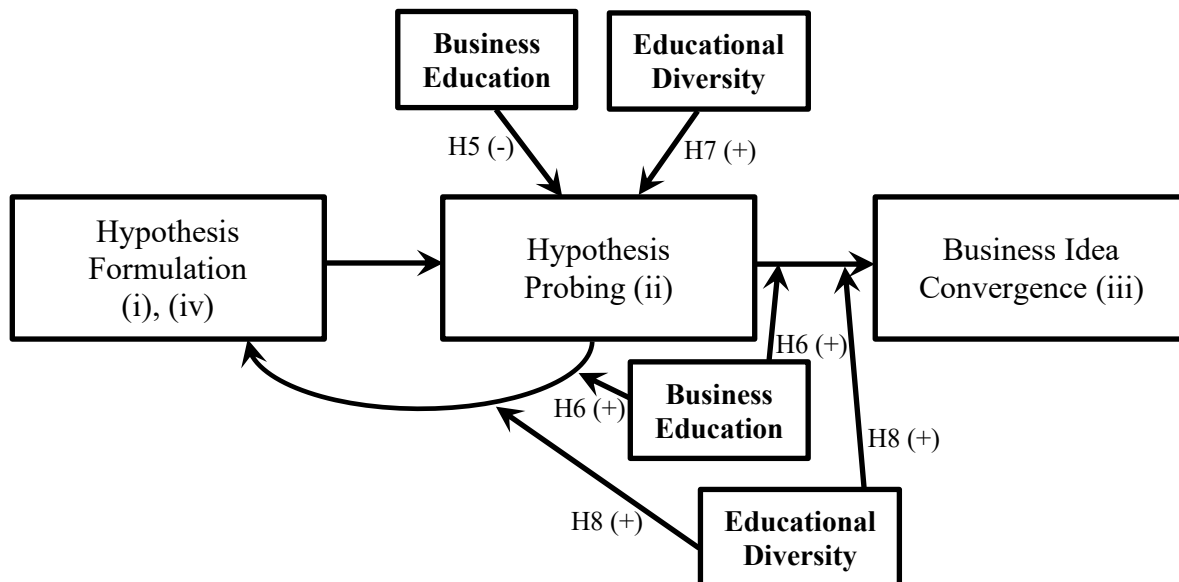 Business
Education
Educational
Diversity
H5 (-)
H7 (+)
Hypothesis
Formulation
(i), (iv)
Hypothesis
Probing (ii)
Business Idea
Convergence (iii)
H6 (+)
H6 (+)
Business
Education
H8 (+)
H8 (+)
Educational
Diversity